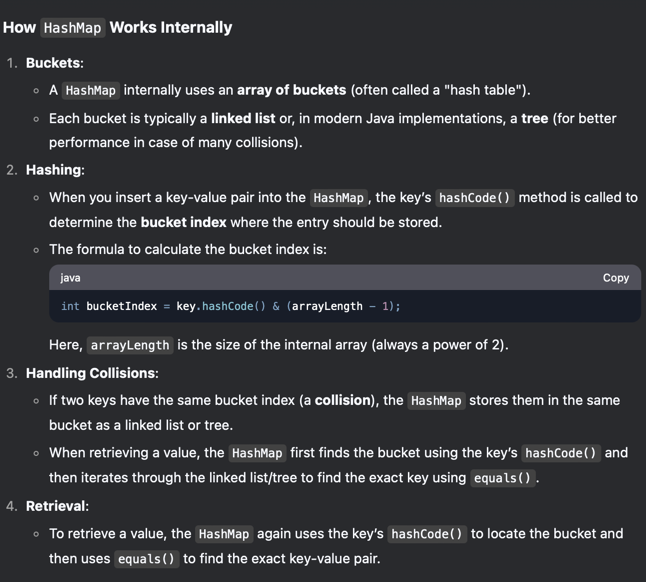 How HashMap Works Internally
1. Buckets:
◦ A HashMap internally uses an array of buckets (often called a "hash table").
◦ Each bucket is typically a linked list or, in modern Java implementations, a tree (for better
performance in case of many collisions).
2. Hashing:
◦ When you insert a key-value pair into the HashMap, the key’s hashCode() method is called to
determine the bucket index where the entry should be stored.
◦ The formula to calculate the bucket index is:
java Copy
int bucketIndex = key.hashCode() & (arrayLength - 1);
Here, arrayLength is the size of the internal array (always a power of 2).
3. Handling Collisions:
◦ If two keys have the same bucket index (a collision), the HashMap stores them in the same
bucket as a linked list or tree.
◦ When retrieving a value, the HashMap first finds the bucket using the key’s hashCode() and
then iterates through the linked list/tree to find the exact key using equals().
4. Retrieval:
◦ To retrieve a value, the HashMap again uses the key’s hashCode() to locate the bucket and
then uses equals() to find the exact key-value pair.